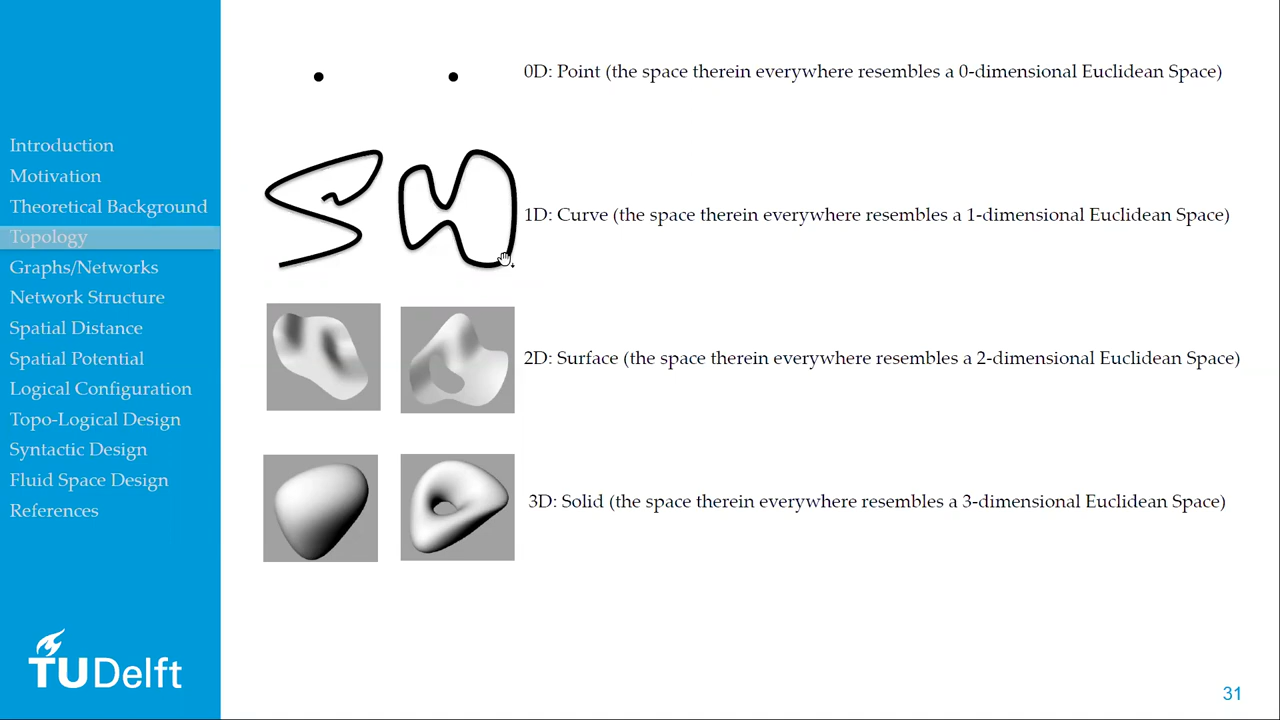 0D: Point (the space therein everywhere resembles a 0-dimensional Euclidean Space)
1D: Curve (the space therein everywhere resembles a 1-dimensional Euclidean Space)
2D: Surface (the space therein everywhere resembles a 2-dimensional Euclidean Space)
3D: Solid (the space therein everywhere resembles a 3-dimensional Euclidean Space)
Introduction
Motivation
Theoretical Background
Topology
Graphs/Networks
Network Structure
Spatial Distance
Spatial Potential
Logical Configuration
Topo-Logical Design
Syntactic Design
Fluid Space Design
References
TUDelft
31